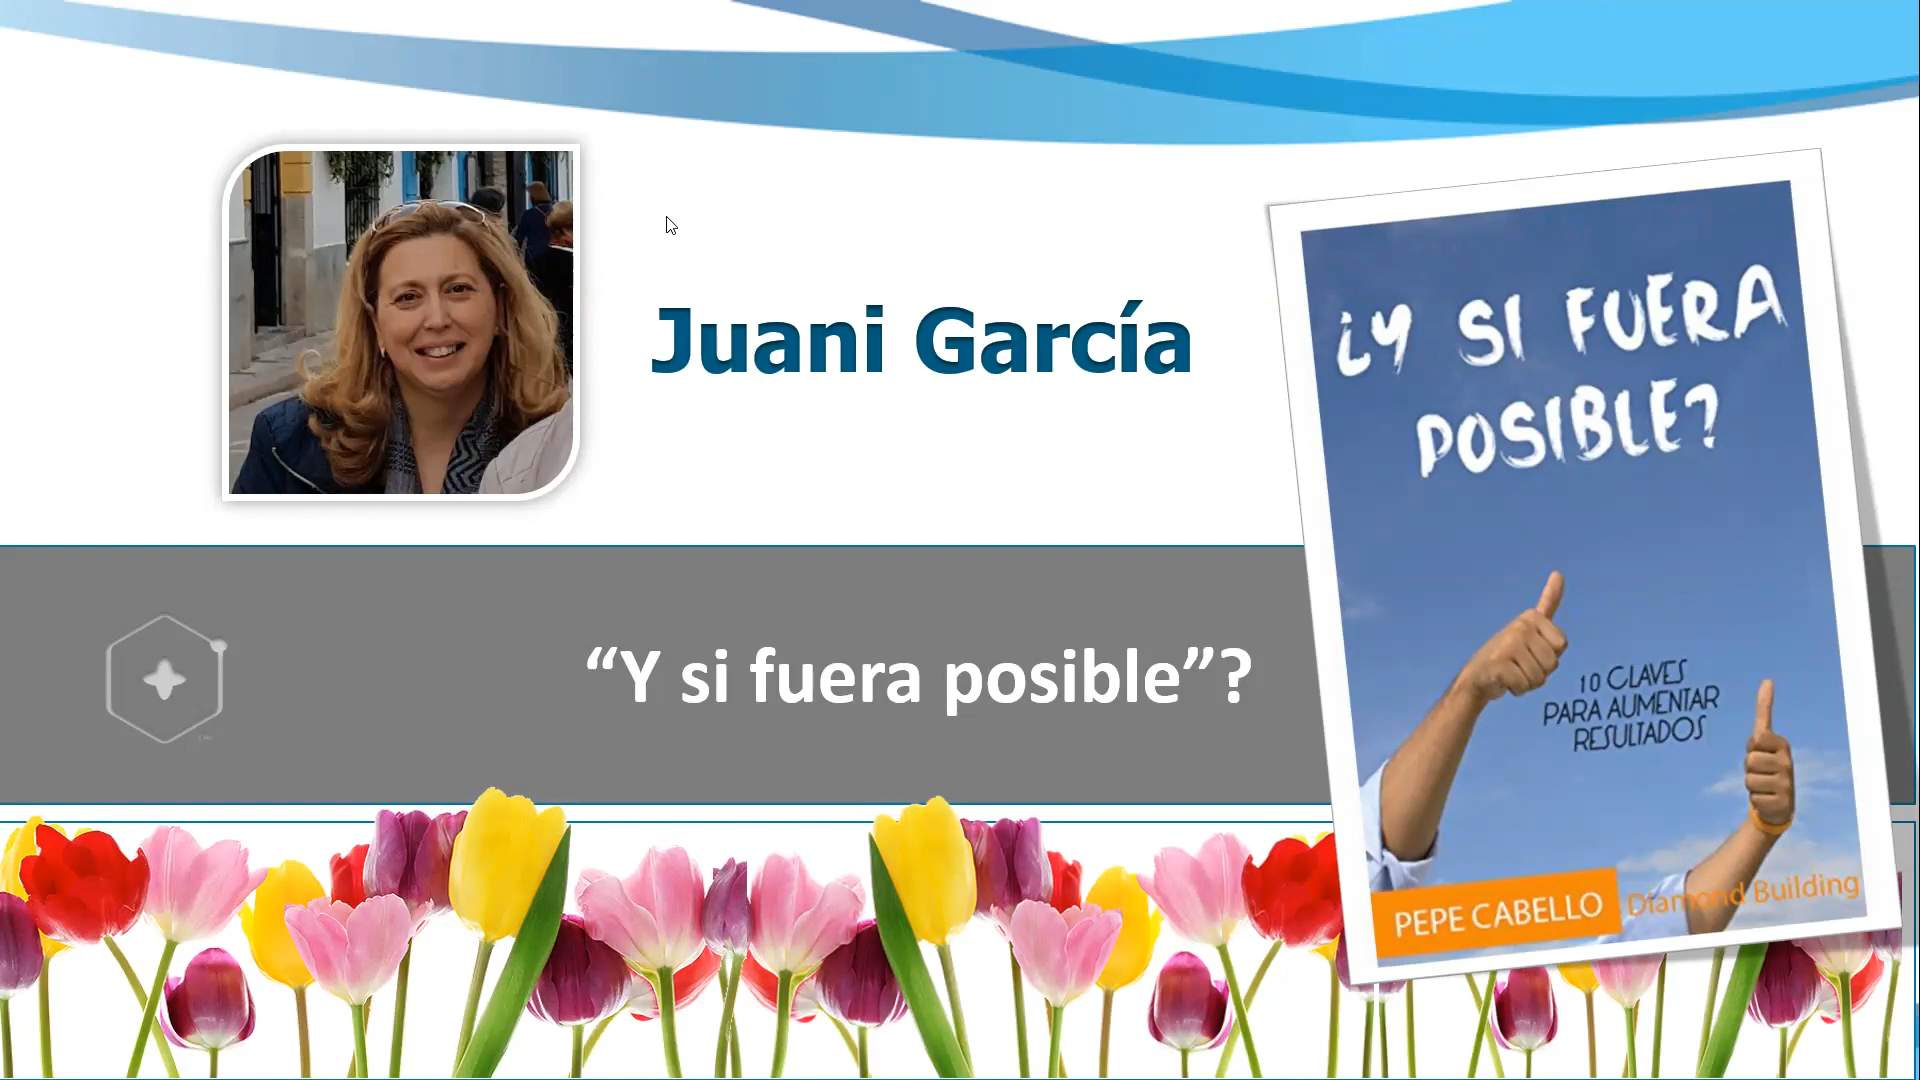 Juani García
“Y si fuera posible”?
¿Y SI FUERA
POSIBLE?
10 CLAVES
PARA AUMENTAR
RESULTADOS
PEPE CABELLO
Diamond Building